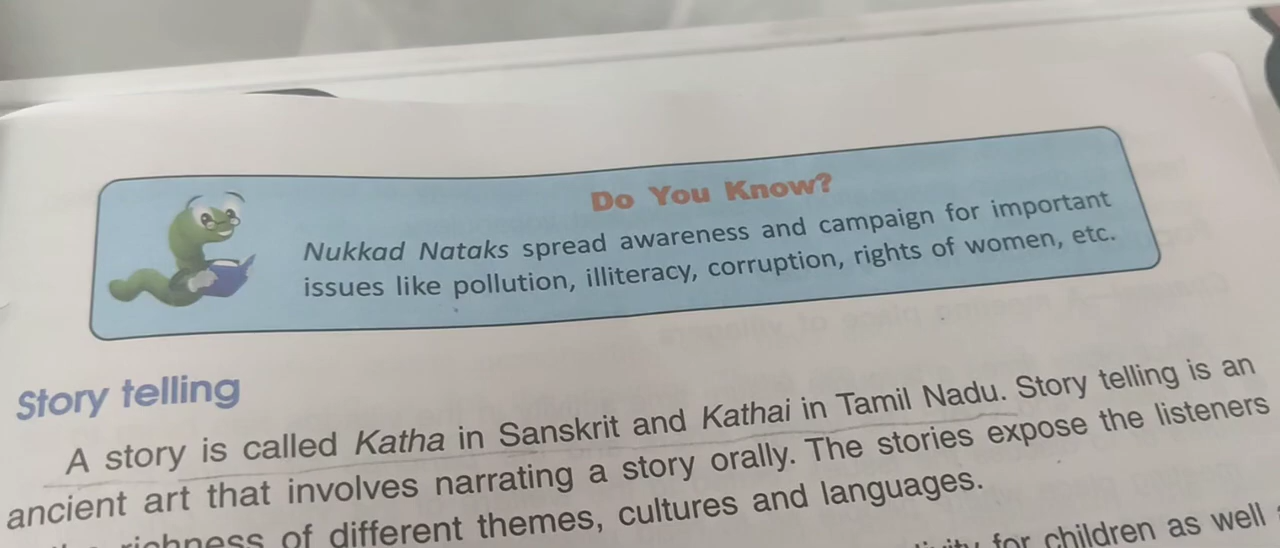 Do You Know?
Nukkad Nataks spread awareness and campaign for important
issues like pollution, illiteracy, corruption, rights of women, etc.
Story telling
A story is called Katha in Sanskrit and Kathai in Tamil Nadu. Story telling is an
ancient art that involves narrating a story orally. The stories expose the listeners
richness of different themes, cultures and languages.
for children as well